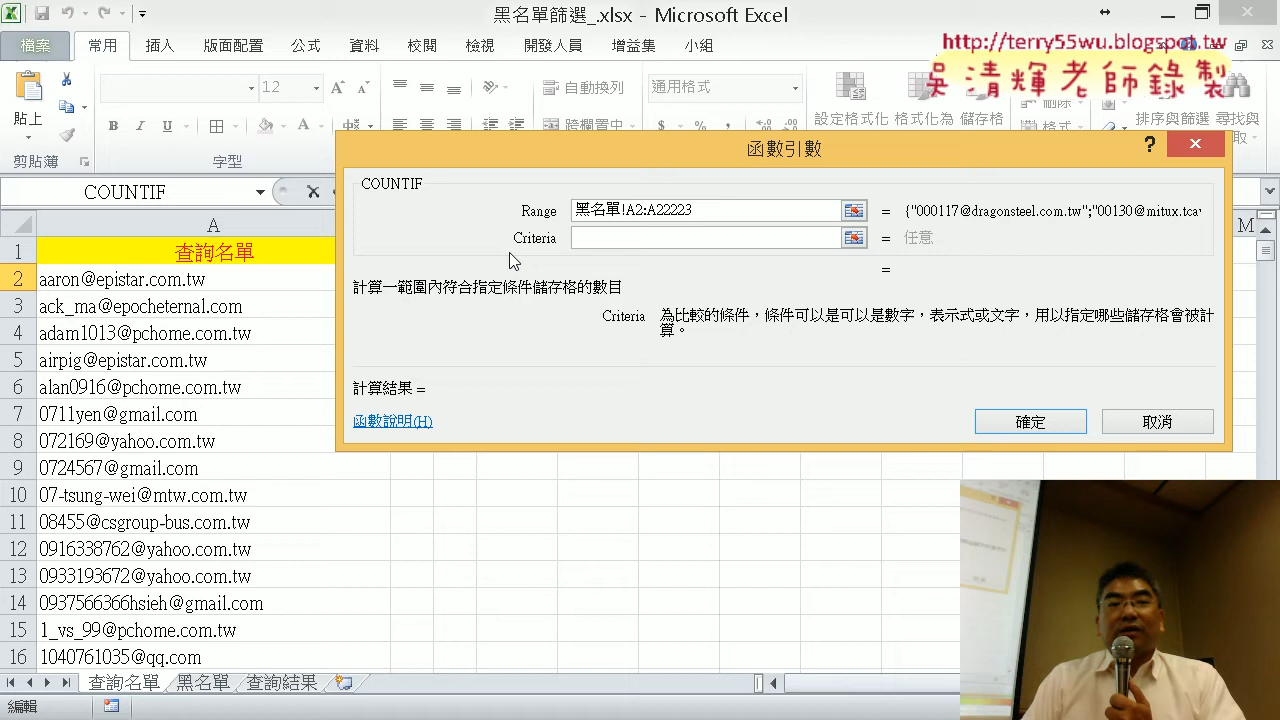 黑名單篩選_.xlsx - Microsoft Excel
檔案 常用 插入 版面配置 公式 資料 校閱 檢視 開發人員 增益集 小組
http://terry55wu.blogspot.tw
吳清輝老師錄製
12 自動換列 通用格式
貼上 B I U A 跨欄置中 $ % , 設定格式化 格式化為 儲存格 刪除 格式 排序與篩選 尋找與
剪貼簿 字型 取
COUNTIF
函數引數 ?
COUNTIF
Range 黑名單!A2:A22223 = {"000117@dragonsteel.com.tw";"00130@mitux.tca
Criteria = 任意
=
計算一範圍內符合指定條件儲存格的數目
Criteria 為比較的條件，條件可以是可以是數字，表示式或文字，用以指定哪些儲存格會被計
算。
計算結果 =
函數說明(H) 確定 取消
A M
1 查詢名單
2 aaron@epistar.com.tw
3 ack_ma@epocheternal.com
4 adam1013@pchome.com.tw
5 airpig@epistar.com.tw
6 alan0916@pchome.com.tw
7 0711yen@gmail.com
8 072169@yahoo.com.tw
9 0724567@gmail.com
10 07-tsung-wei@mtw.com.tw
11 08455@csgroup-bus.com.tw
12 0916338762@yahoo.com.tw
13 0933193672@yahoo.com.tw
14 0937566366hsieh@gmail.com
15 1_vs_99@pchome.com.tw
16 1040761035@qq.com
查詢名單 黑名單 查詢結果
編輯